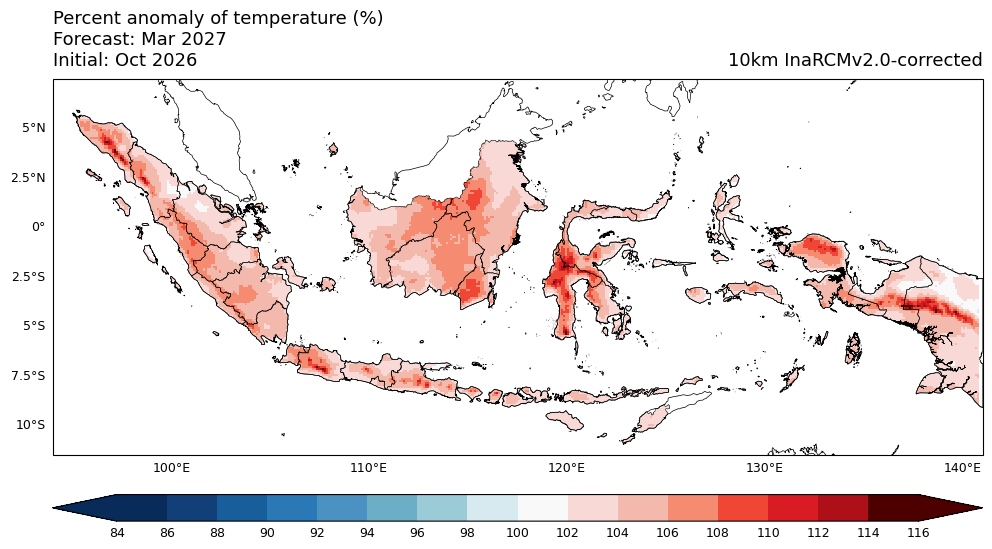 Percent anomaly of temperature (%)
Forecast: Mar 2027
Initial: Oct 2026
10km InaRCMv2.0-corrected
5°N
2.5°N
0°
2.5°S
5°S
7.5°S
10°S
100°E 110°E 120°E 130°E 140°E
84 86 88 90 92 94 96 98 100 102 104 106 108 110 112 114 116